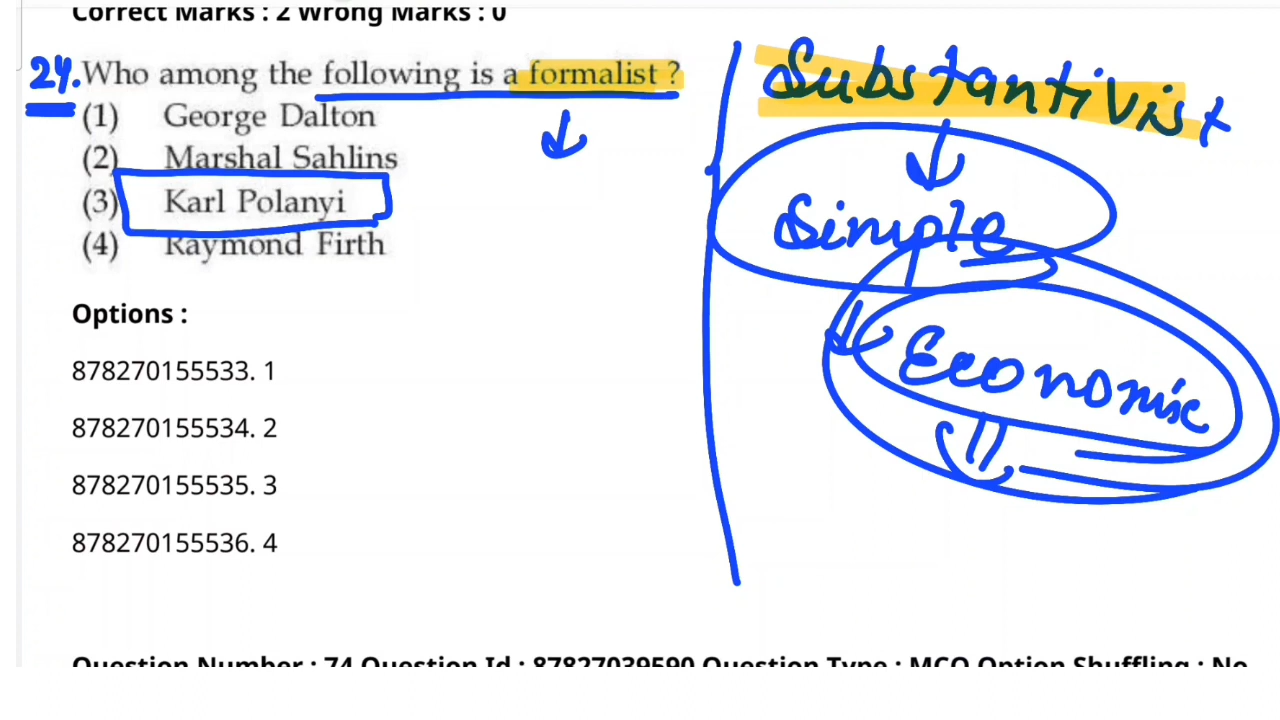 Correct Marks : 2 Wrong Marks : 0
24. Who among the following is a formalist ?
(1) George Dalton
(2) Marshal Sahlins
(3) Karl Polanyi
(4) Raymond Firth
Options :
878270155533. 1
878270155534. 2
878270155535. 3
878270155536. 4
Substantivist
Simple
Economic
Question Number : 74 Question Id : 87827039590 Question Type : MCQ Option Shuffling : No